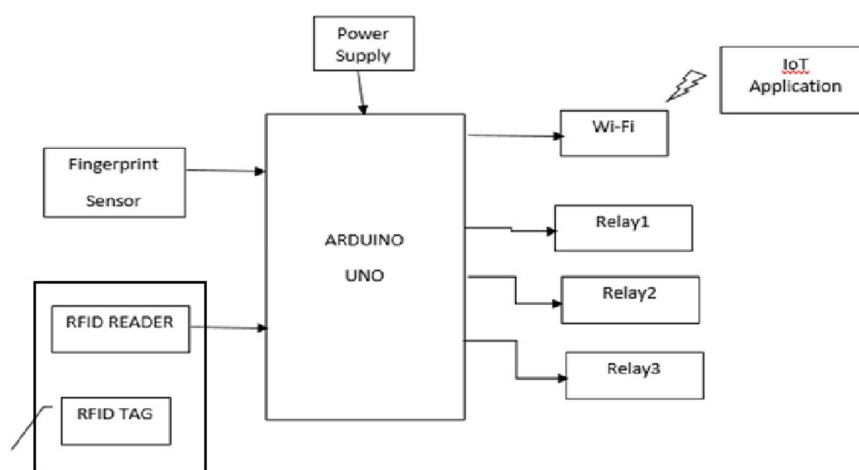 Power
Supply
IoT
Application
Wi-Fi
Fingerprint
Sensor
ARDUINO
UNO
Relay1
Relay2
RFID READER
Relay3
RFID TAG